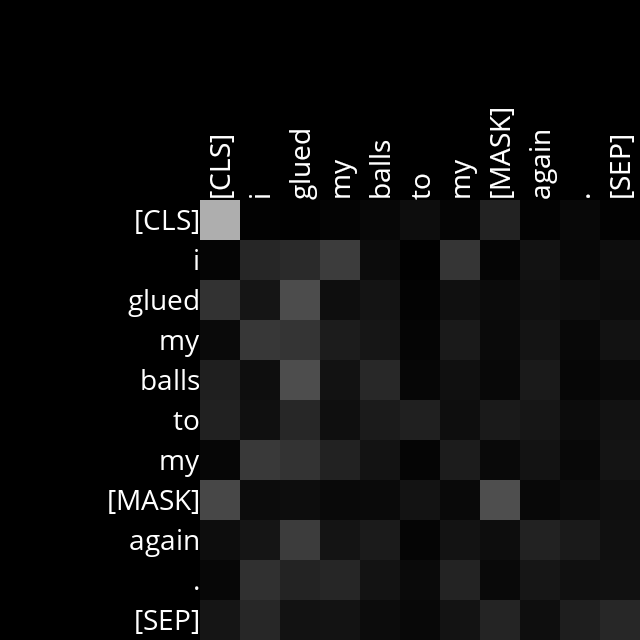 [CLS] i glued my balls to my [MASK] again . [SEP]
[CLS]
i
glued
my
balls
to
my
[MASK]
again
.
[SEP]